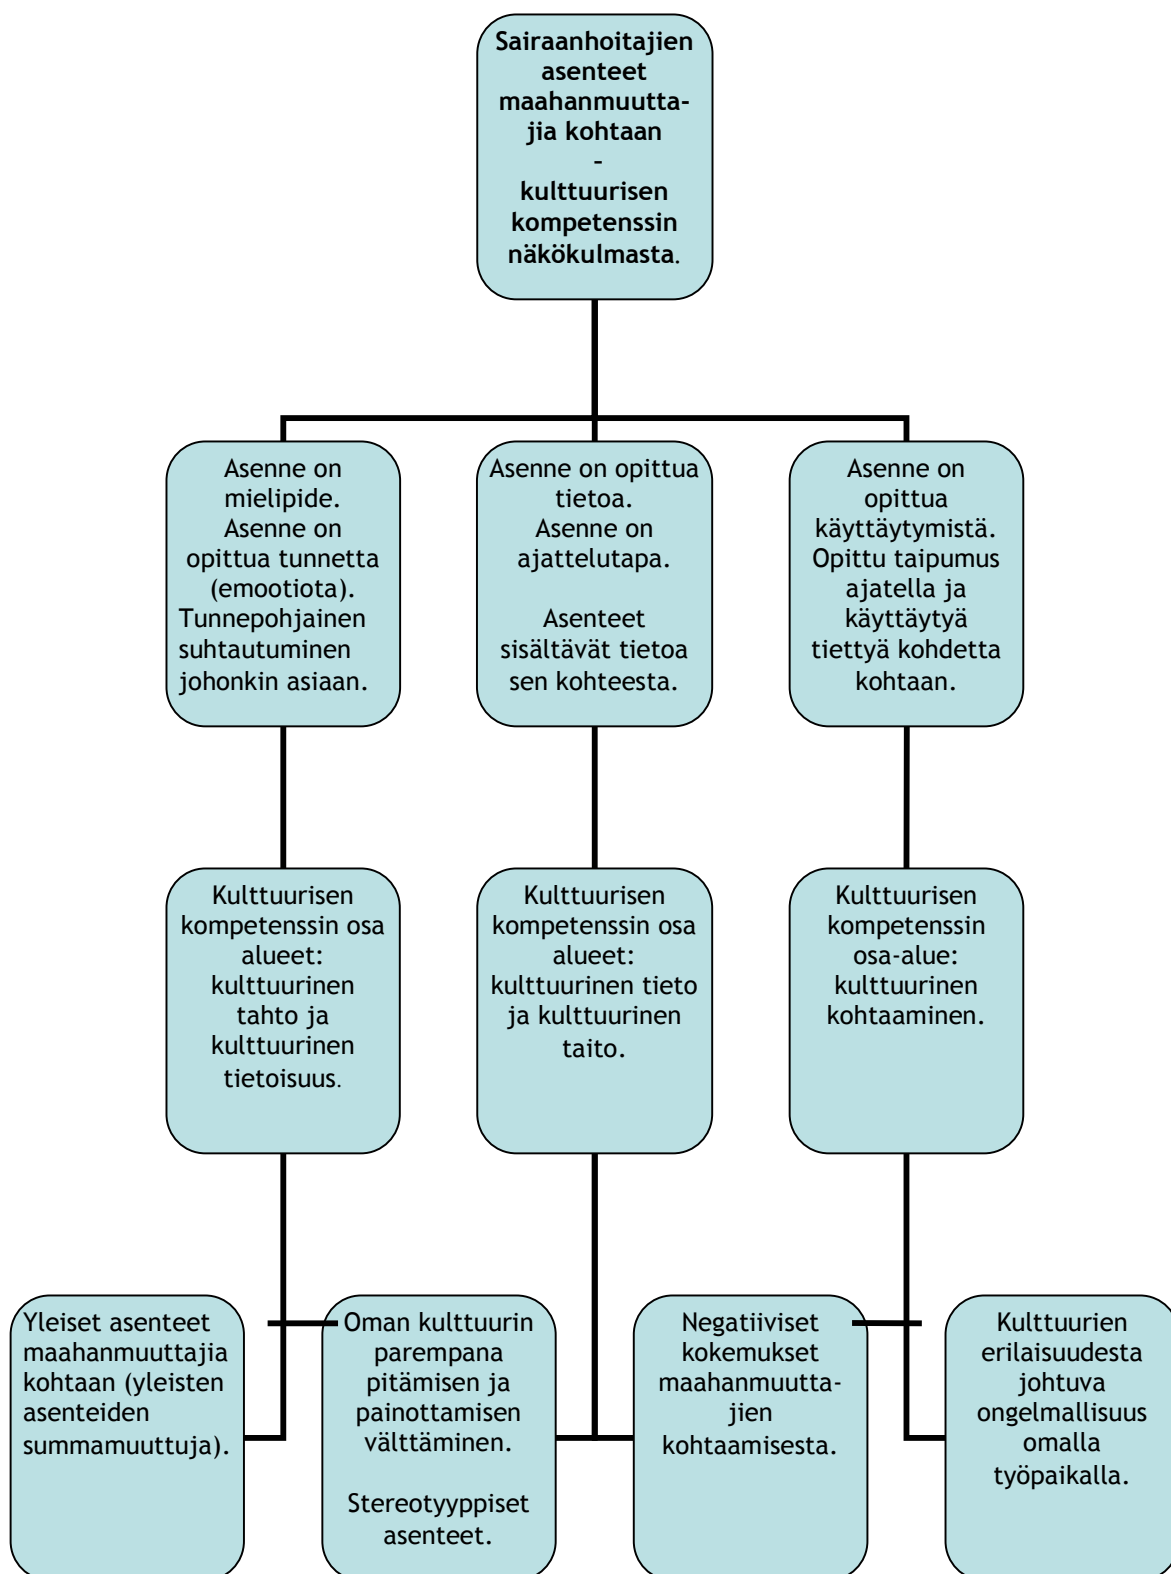 Sairaanhoitajien
asenteet
maahanmuutta-
jia kohtaan
–
kulttuurisen
kompetenssin
näkökulmasta.
Asenne on
mielipide.
Asenne on
opittua tunnetta
(emootiota).
Tunnepohjainen
suhtautuminen
johonkin asiaan.
Asenne on opittua
tietoa.
Asenne on
ajattelutapa.
Asenteet
sisältävät tietoa
sen kohteesta.
Asenne on
opittua
käyttäytymistä.
Opittu taipumus
ajatella ja
käyttäytyä
tiettyä kohdetta
kohtaan.
Kulttuurisen
kompetenssin osa
alueet:
kulttuurinen
tahto ja
kulttuurinen
tietoisuus.
Kulttuurisen
kompetenssin osa
alueet:
kulttuurinen tieto
ja kulttuurinen
taito.
Kulttuurisen
kompetenssin
osa-alue:
kulttuurinen
kohtaaminen.
Yleiset asenteet
maahanmuuttajia
kohtaan (yleisten
asenteiden
summamuuttuja).
Oman kulttuurin
parempana
pitämisen ja
painottamisen
välttäminen.
Stereotyyppiset
asenteet.
Negatiiviset
kokemukset
maahanmuutta-
jien
kohtaamisesta.
Kulttuurien
erilaisuudesta
johtuva
ongelmallisuus
omalla
työpaikalla.